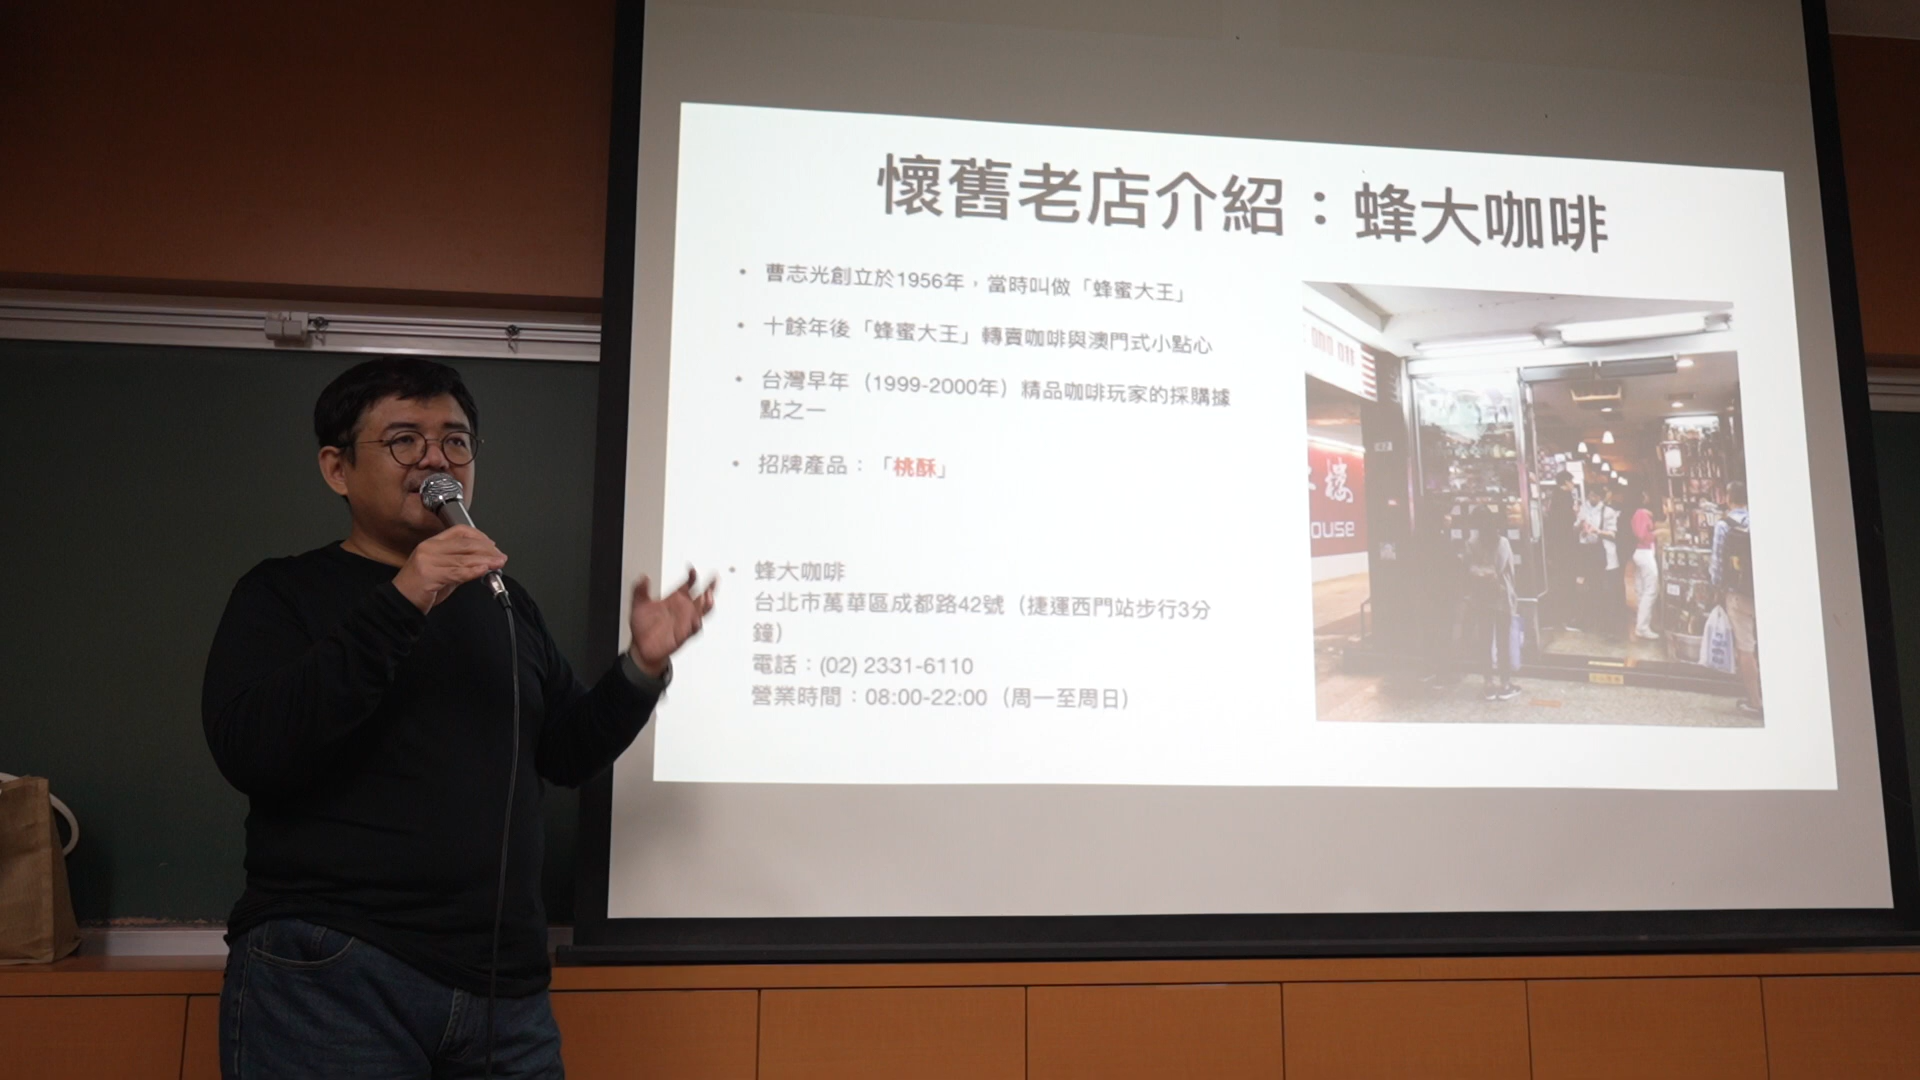 懷舊老店介紹：蜂大咖啡
• 曹志光創立於1956年，當時叫做「蜂蜜大王」
• 十餘年後「蜂蜜大王」轉賣咖啡與澳門式小點心
• 台灣早年（1999-2000年）精品咖啡玩家的採購據
點之一
• 招牌產品：「桃酥」
• 蜂大咖啡
台北市萬華區成都路42號（捷運西門站步行3分
鐘）
電話：(02) 2331-6110
營業時間：08:00-22:00（周一至周日）
樓
ouse